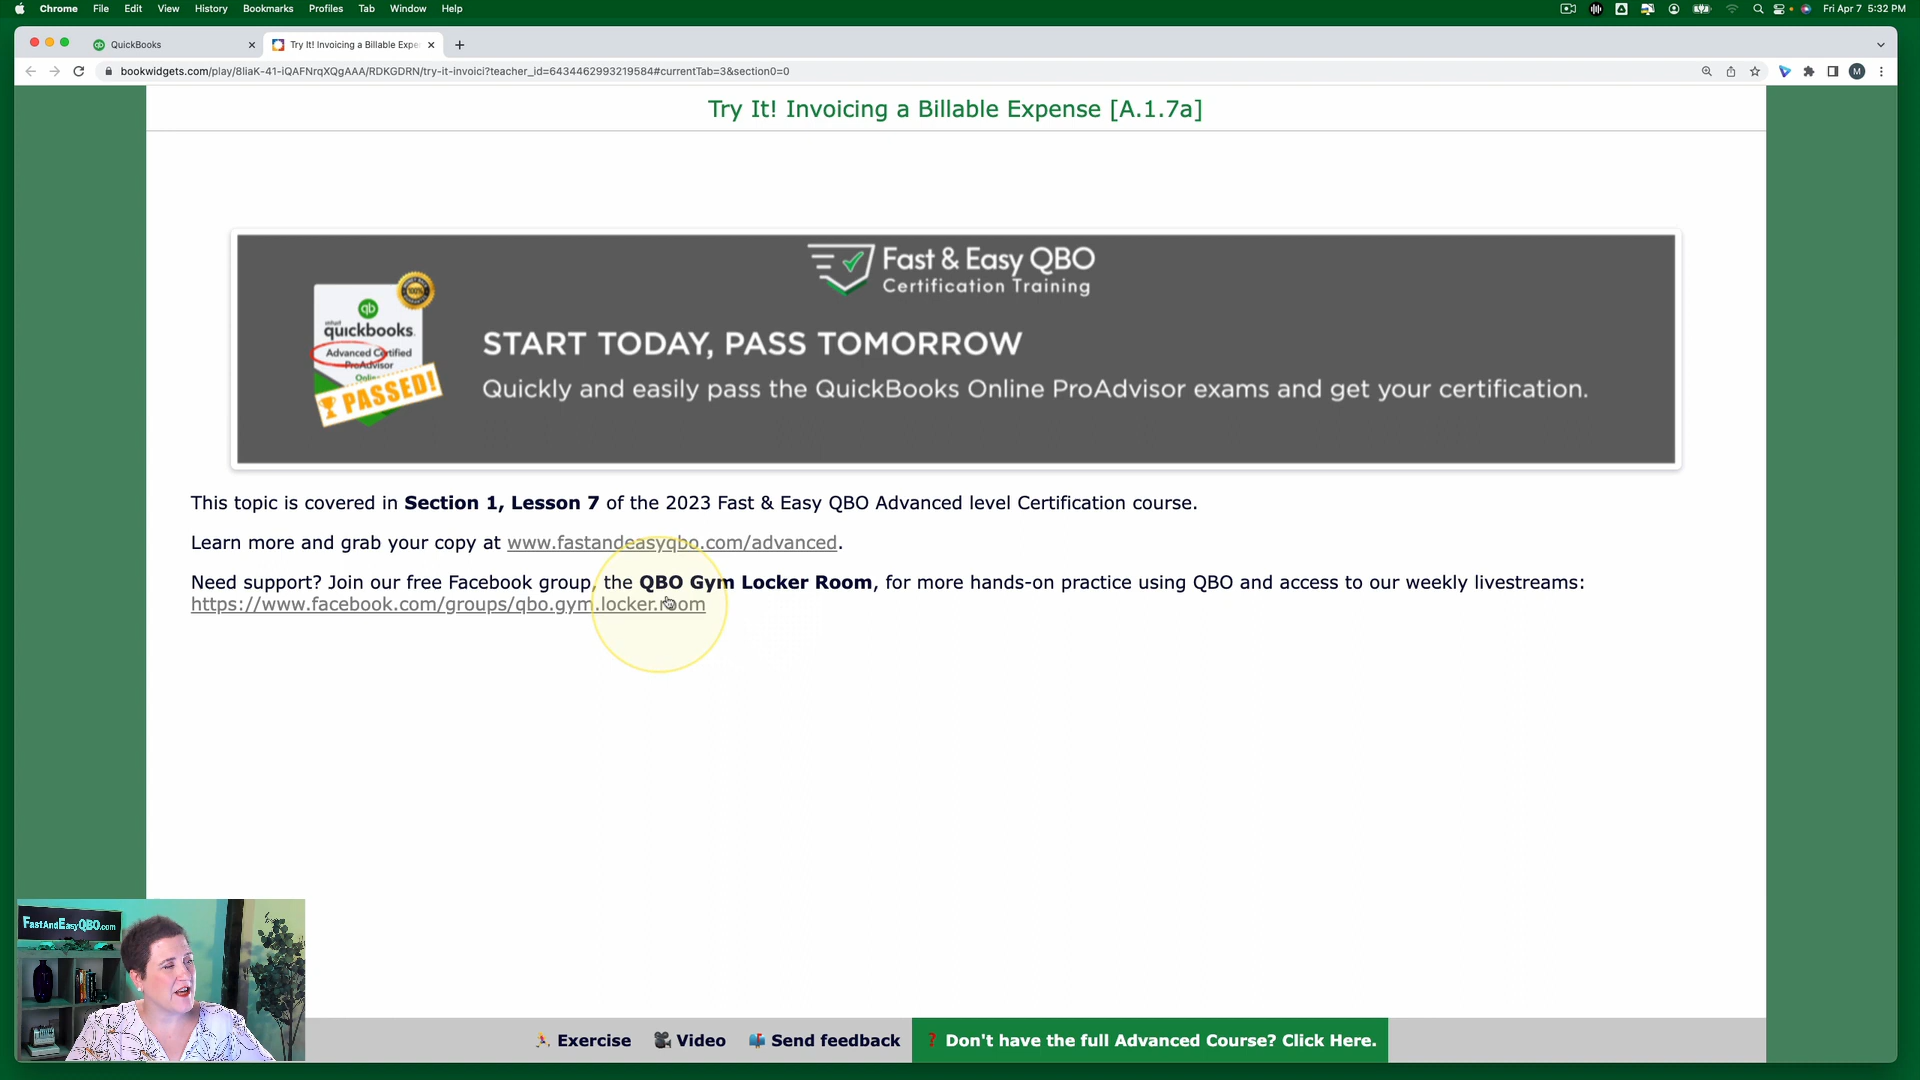 Chrome File Edit View History Bookmarks Profiles Tab Window Help
Fri Apr 7 5:32 PM
QuickBooks
Try It! Invoicing a Billable Expe
bookwidgets.com/play/8liaK-41-iQAFNrqXQgAAA/RDKGDRN/try-it-invoici?teacher_id=6434462993219584#currentTab=3&section0=0
M
Try It! Invoicing a Billable Expense [A.1.7a]
Fast & Easy QBO
Certification Training
100%
qb
intuit
quickbooks.
Advanced Certified
ProAdvisor
Online
PASSED!
START TODAY, PASS TOMORROW
Quickly and easily pass the QuickBooks Online ProAdvisor exams and get your certification.
This topic is covered in Section 1, Lesson 7 of the 2023 Fast & Easy QBO Advanced level Certification course.
Learn more and grab your copy at www.fastandeasyqbo.com/advanced.
Need support? Join our free Facebook group, the QBO Gym Locker Room, for more hands-on practice using QBO and access to our weekly livestreams:
https://www.facebook.com/groups/qbo.gym.locker.room
FastAndEasyQBO.com
Exercise Video Send feedback ? Don't have the full Advanced Course? Click Here.